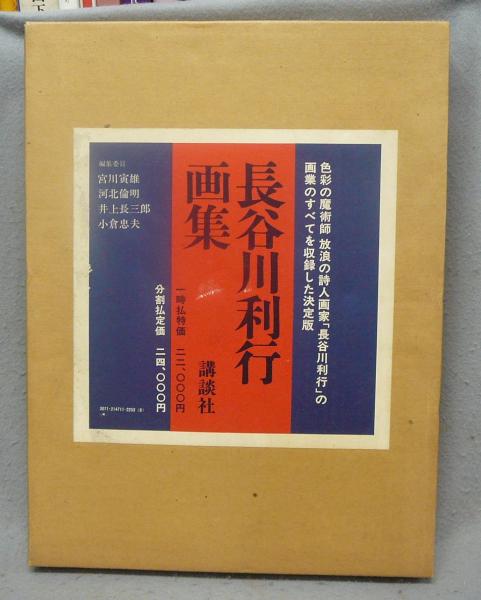 色彩の魔術師 放浪の詩人画家「長谷川利行」の
画業のすべてを収録した決定版
長谷川利行
画集
講談社
一時払特価 二二、〇〇〇円
分割払定価 二四、〇〇〇円
編集委員
宮川寅雄
河北倫明
井上長三郎
小倉忠夫